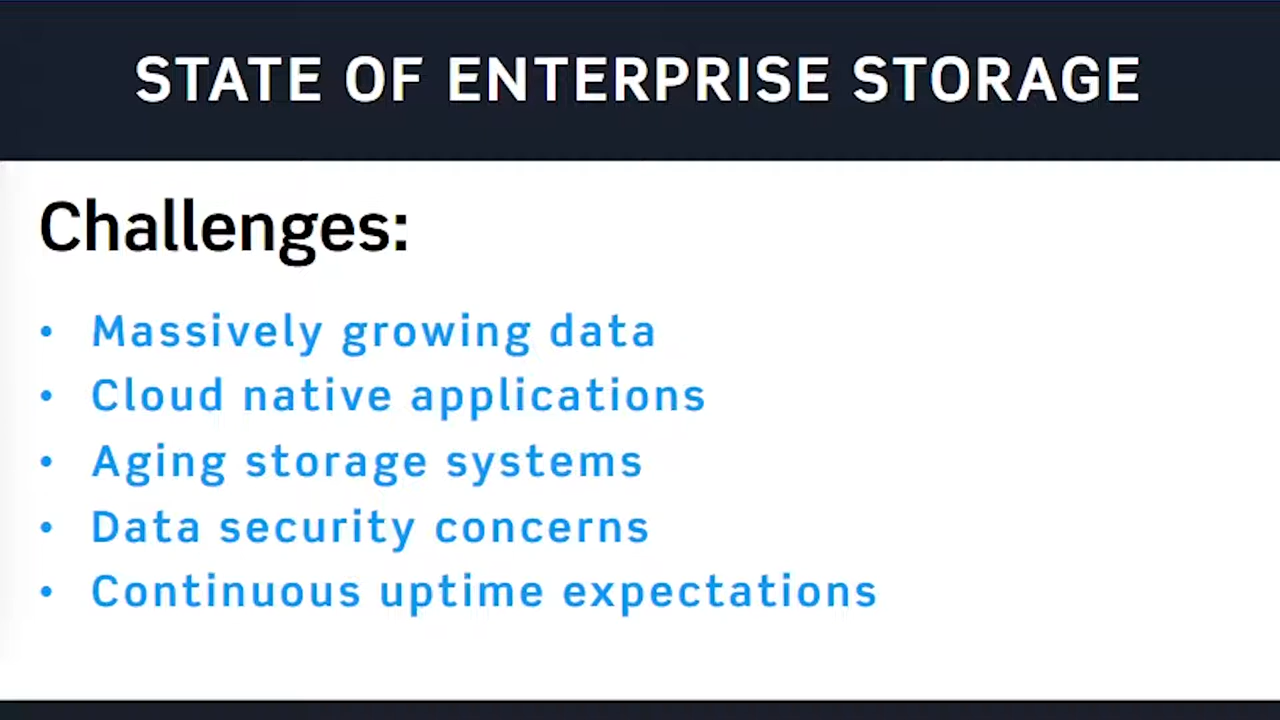 STATE OF ENTERPRISE STORAGE
Challenges:
• Massively growing data
• Cloud native applications
• Aging storage systems
• Data security concerns
• Continuous uptime expectations